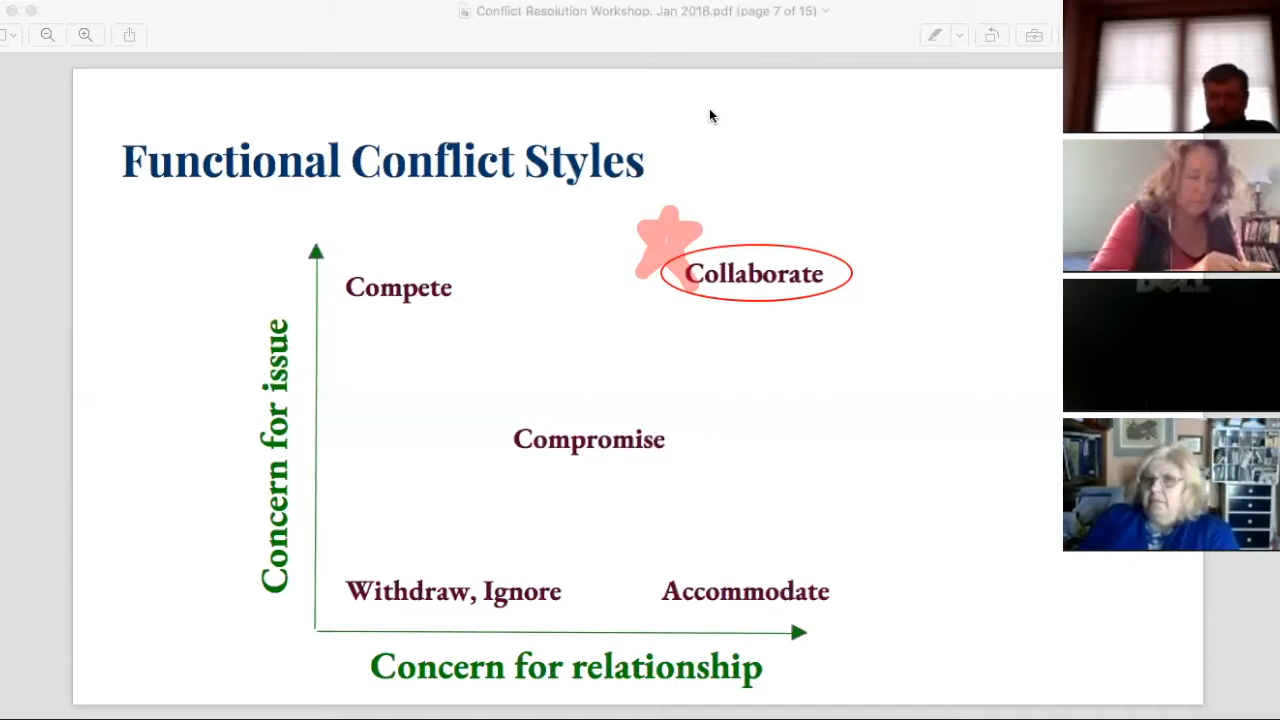 Conflict Resolution Workshop. Jan 2018.pdf (page 7 of 15)
Functional Conflict Styles
Compete
Collaborate
Concern for issue
Compromise
Withdraw, Ignore
Accommodate
Concern for relationship
DELL